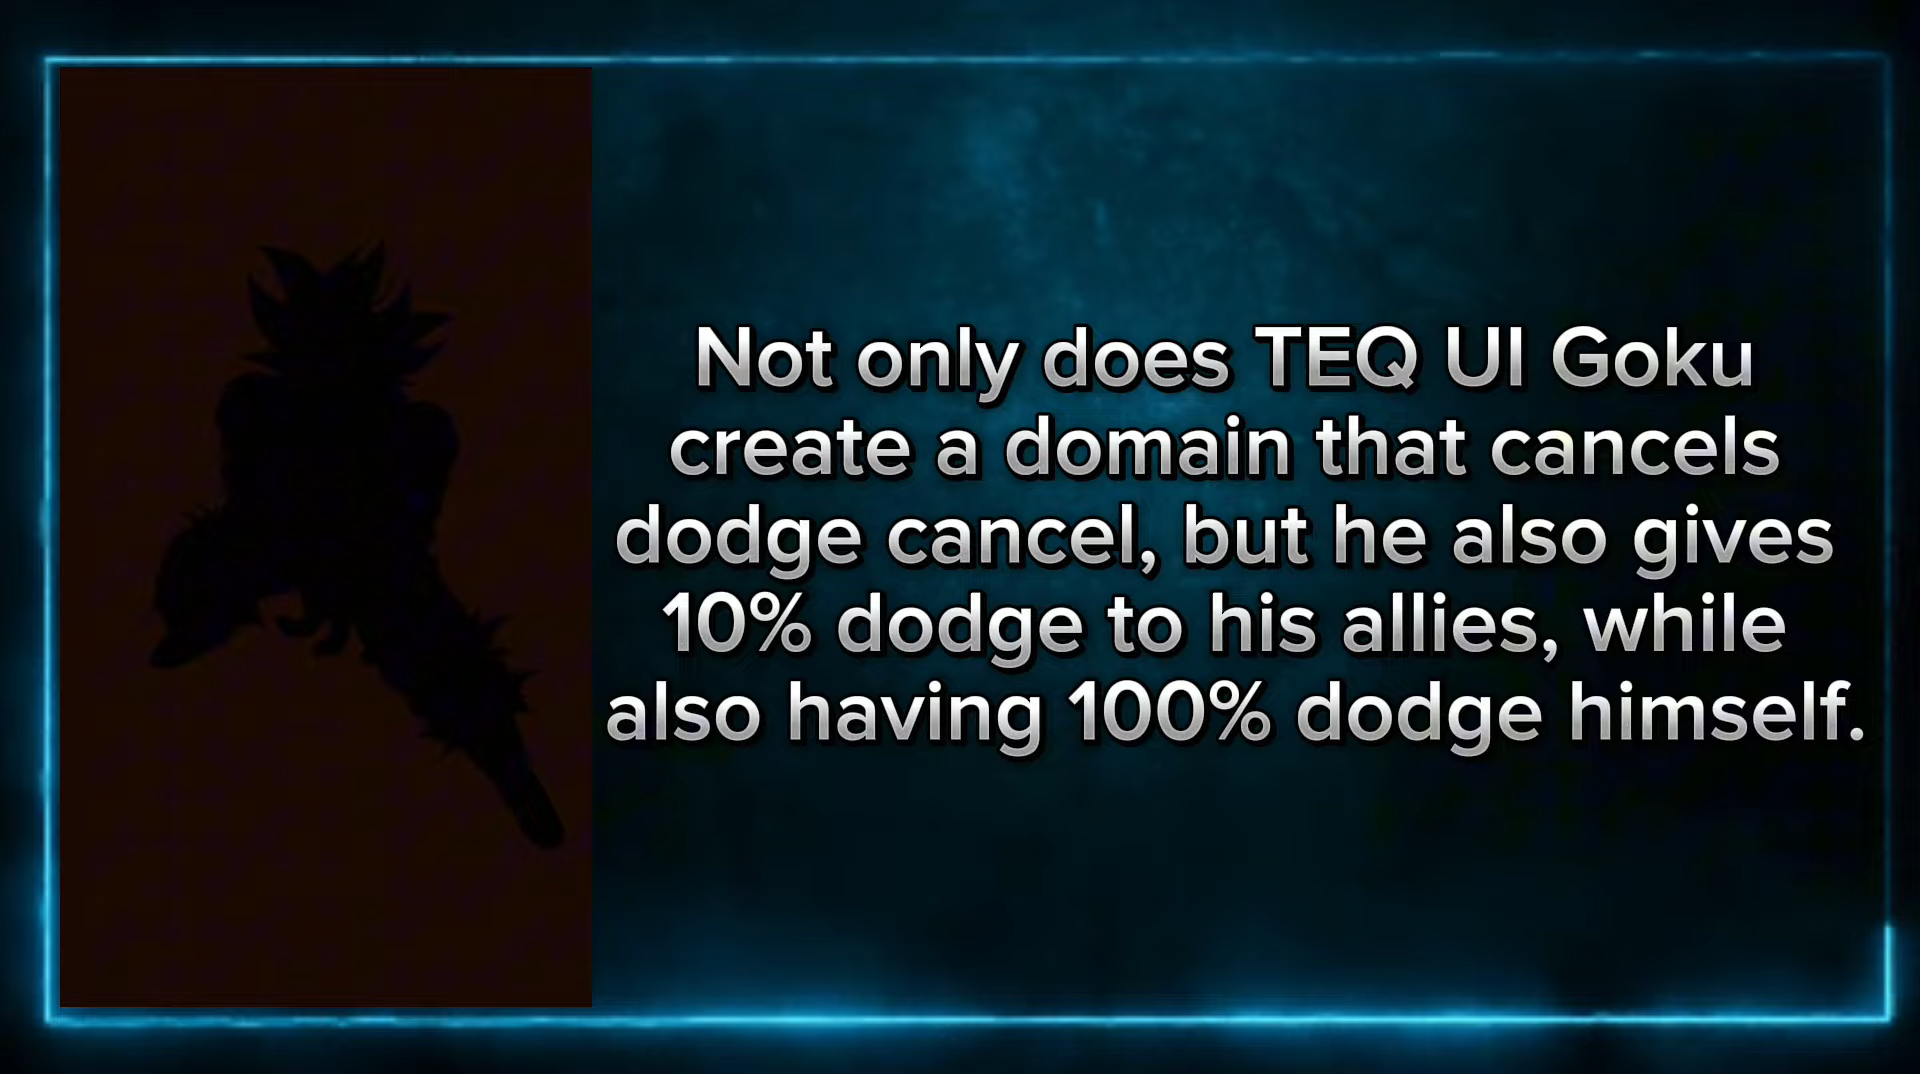 Not only does TEQ UI Goku
create a domain that cancels
dodge cancel, but he also gives
10% dodge to his allies, while
also having 100% dodge himself.